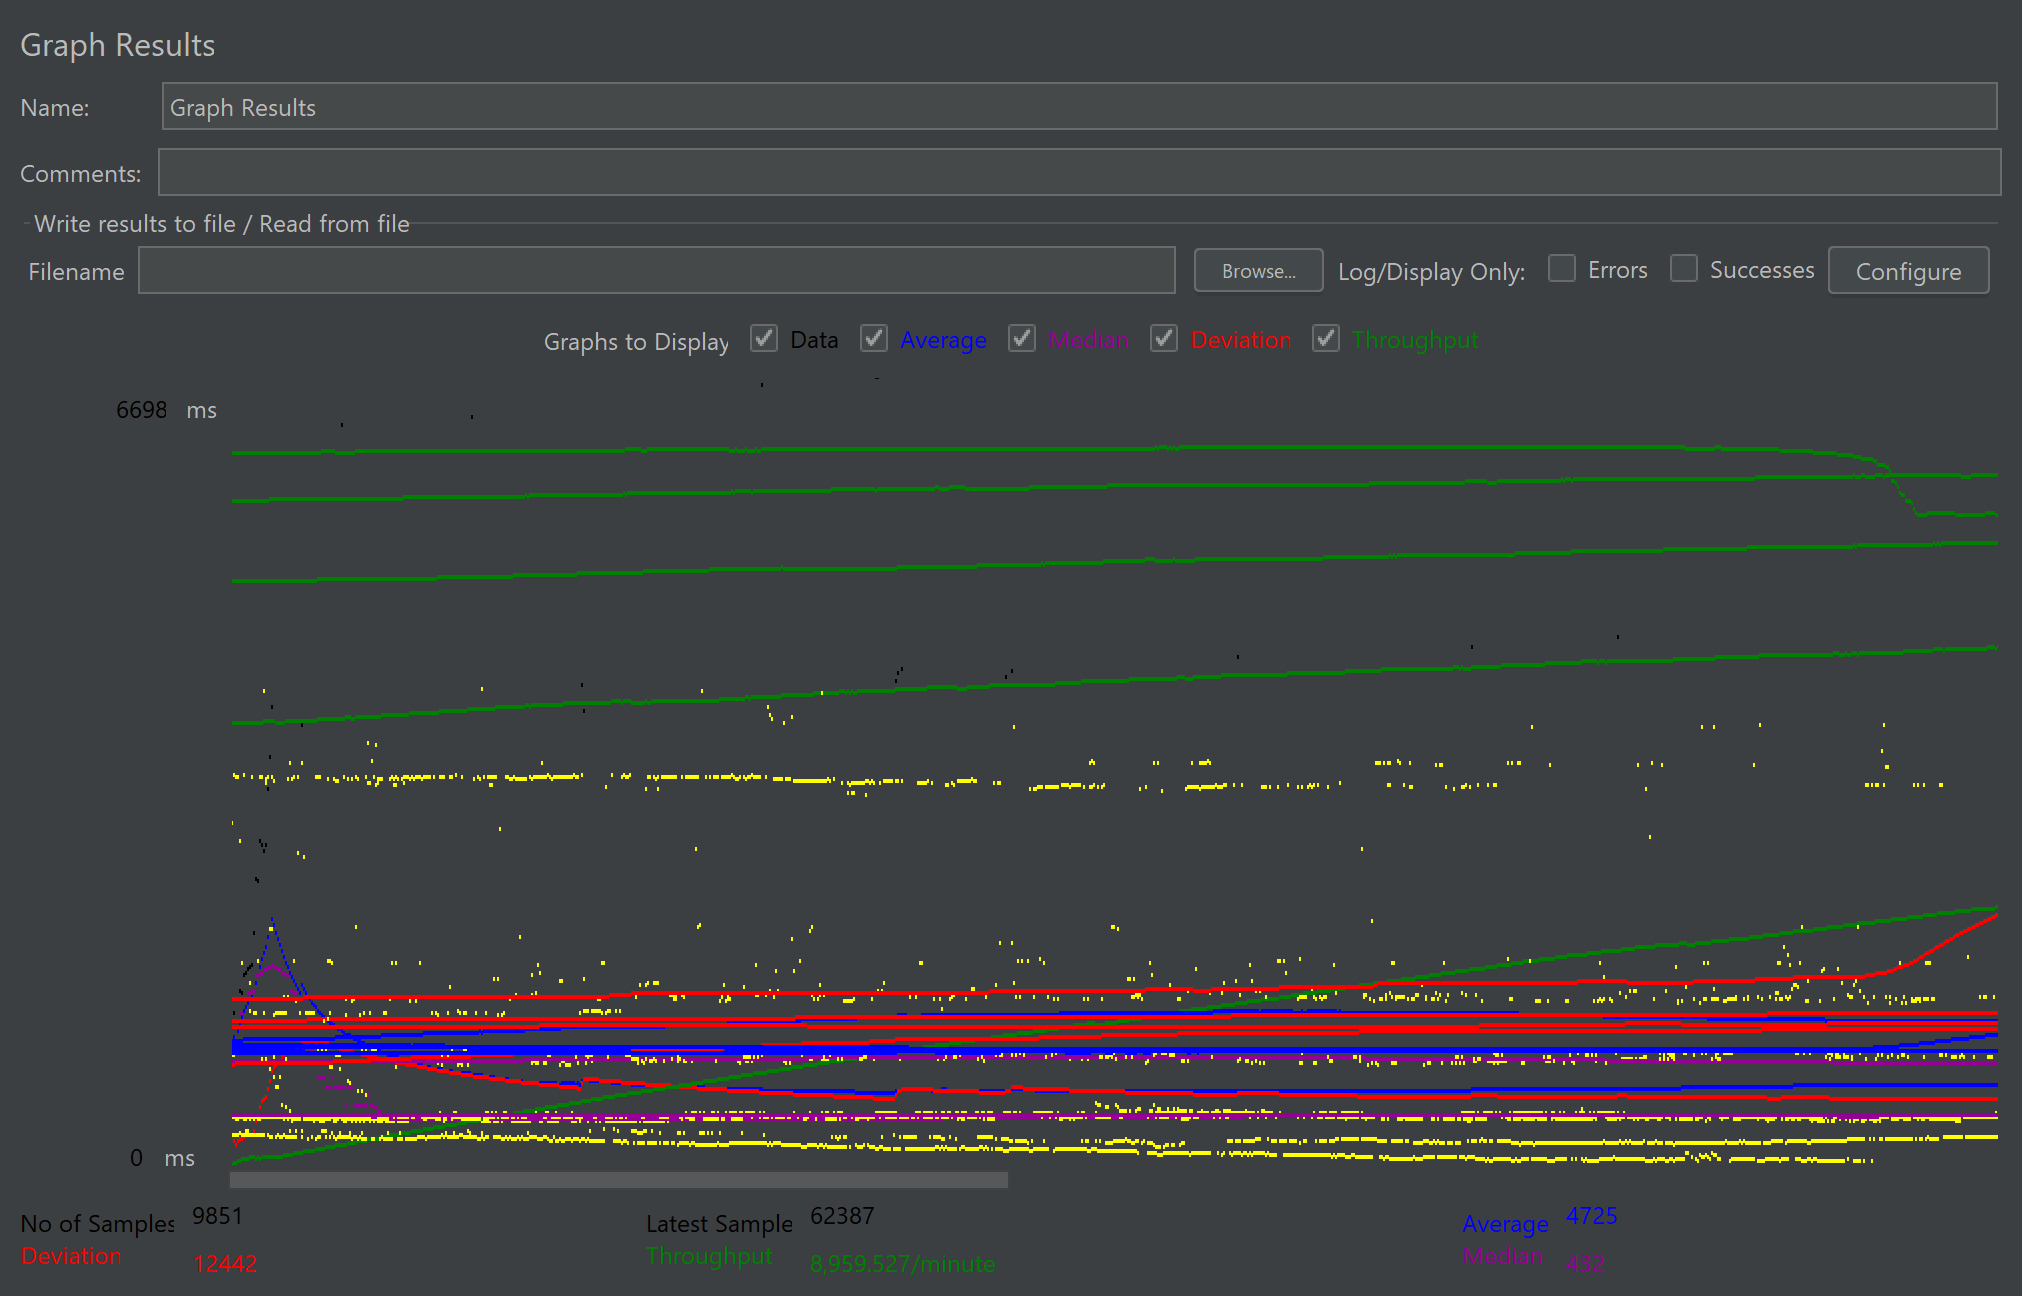 Graph Results
Name: Graph Results
Comments:
Write results to file / Read from file
Filename Browse... Log/Display Only: Errors Successes Configure
Graphs to Display Data Average Median Deviation Throughput
6698 ms
0 ms
No of Samples 9851 Latest Sample 62387 Average 4725
Deviation 12442 Throughput 8,959.527/minute Median 432